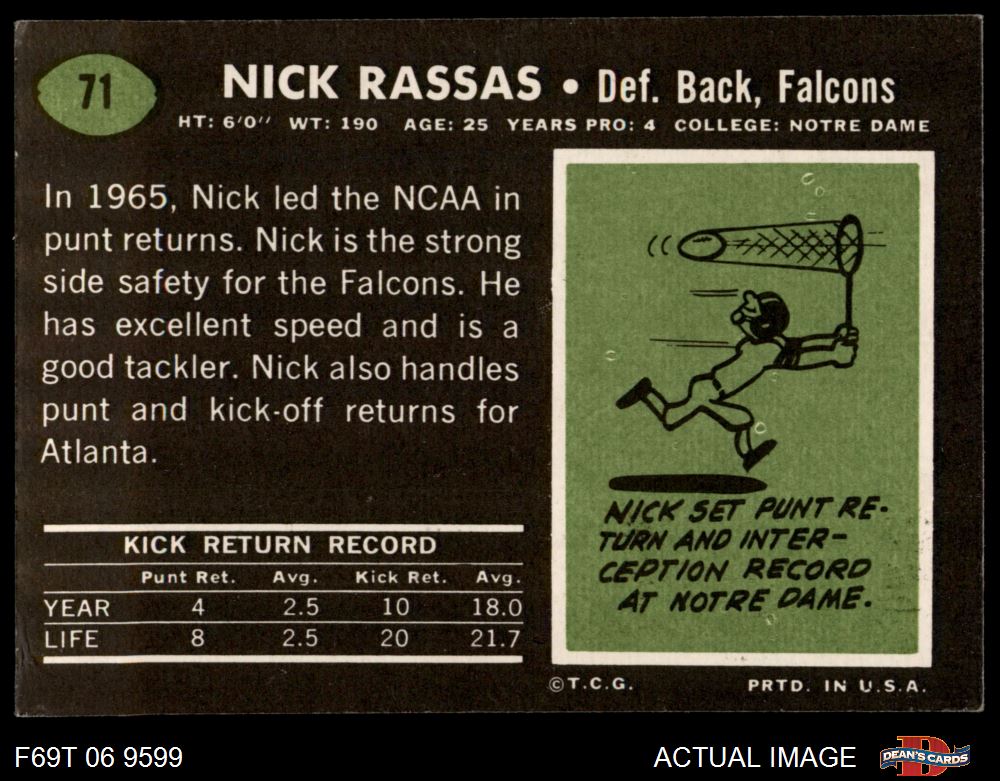 71
NICK RASSAS • Def. Back, Falcons
HT: 6'0" WT: 190 AGE: 25 YEARS PRO: 4 COLLEGE: NOTRE DAME
In 1965, Nick led the NCAA in
punt returns. Nick is the strong
side safety for the Falcons. He
has excellent speed and is a
good tackler. Nick also handles
punt and kick-off returns for
Atlanta.
KICK RETURN RECORD
Punt Ret. Avg. Kick Ret. Avg.
YEAR 4 2.5 10 18.0
LIFE 8 2.5 20 21.7
NICK SET PUNT RE-
TURN AND INTER-
CEPTION RECORD
AT NOTRE DAME.
©T.C.G. PRTD. IN U.S.A.
F69T 06 9599 ACTUAL IMAGE DEAN'S CARDS